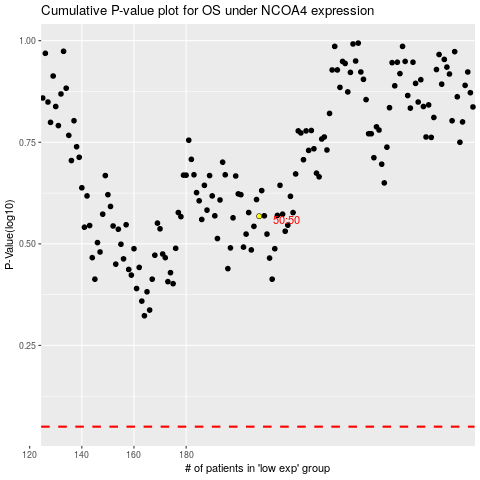 Cumulative P-value plot for OS under NCOA4 expression
1.00
0.75
0.50
0.25
P-Value(log10)
50:50
120 140 160 180
# of patients in 'low exp' group